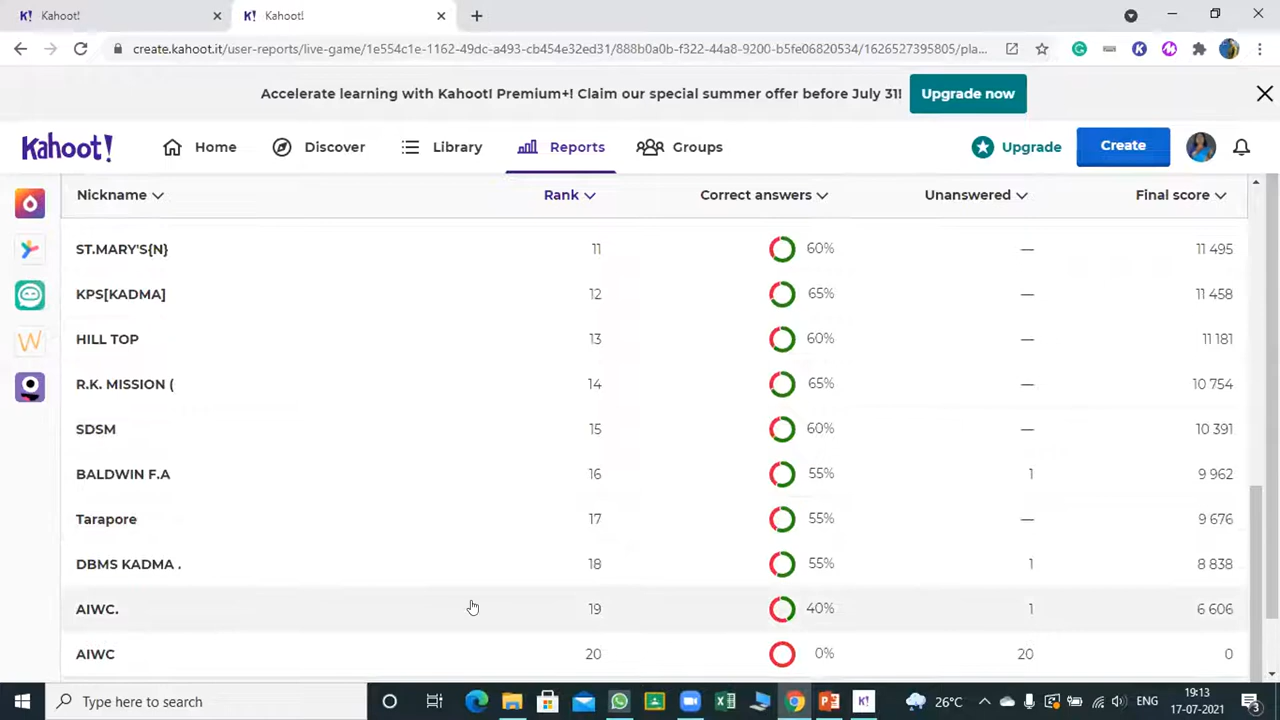 Kahoot!
Kahoot!
create.kahoot.it/user-reports/live-game/1e554c1e-1162-49dc-a493-cb454e32ed31/888b0a0b-f322-44a8-9200-b5fe06820534/1626527395805/pla...
Accelerate learning with Kahoot! Premium+! Claim our special summer offer before July 31! Upgrade now
Kahoot! Home Discover Library Reports Groups Upgrade Create
Nickname Rank Correct answers Unanswered Final score
ST.MARY'S{N} 11 60% — 11 495
KPS[KADMA] 12 65% — 11 458
HILL TOP 13 60% — 11 181
R.K. MISSION ( 14 65% — 10 754
SDSM 15 60% — 10 391
BALDWIN F.A 16 55% 1 9 962
Tarapore 17 55% — 9 676
DBMS KADMA . 18 55% 1 8 838
AIWC. 19 40% 1 6 606
AIWC 20 0% 20 0
Type here to search 26°C ENG 19:13
17-07-2021 3